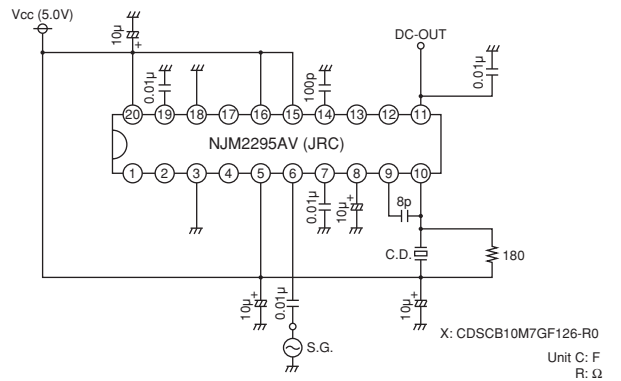 Vcc (5.0V)
10μ
+
DC-OUT
0.01μ
100p
0.01μ
20 19 18 17 16 15 14 13 12 11
NJM2295AV (JRC)
1 2 3 4 5 6 7 8 9 10
0.01μ
10μ
+
8p
C.D.
180
10μ
+
0.01μ
10μ
+
S.G.
X: CDSCB10M7GF126-R0
Unit C: F
R: Ω